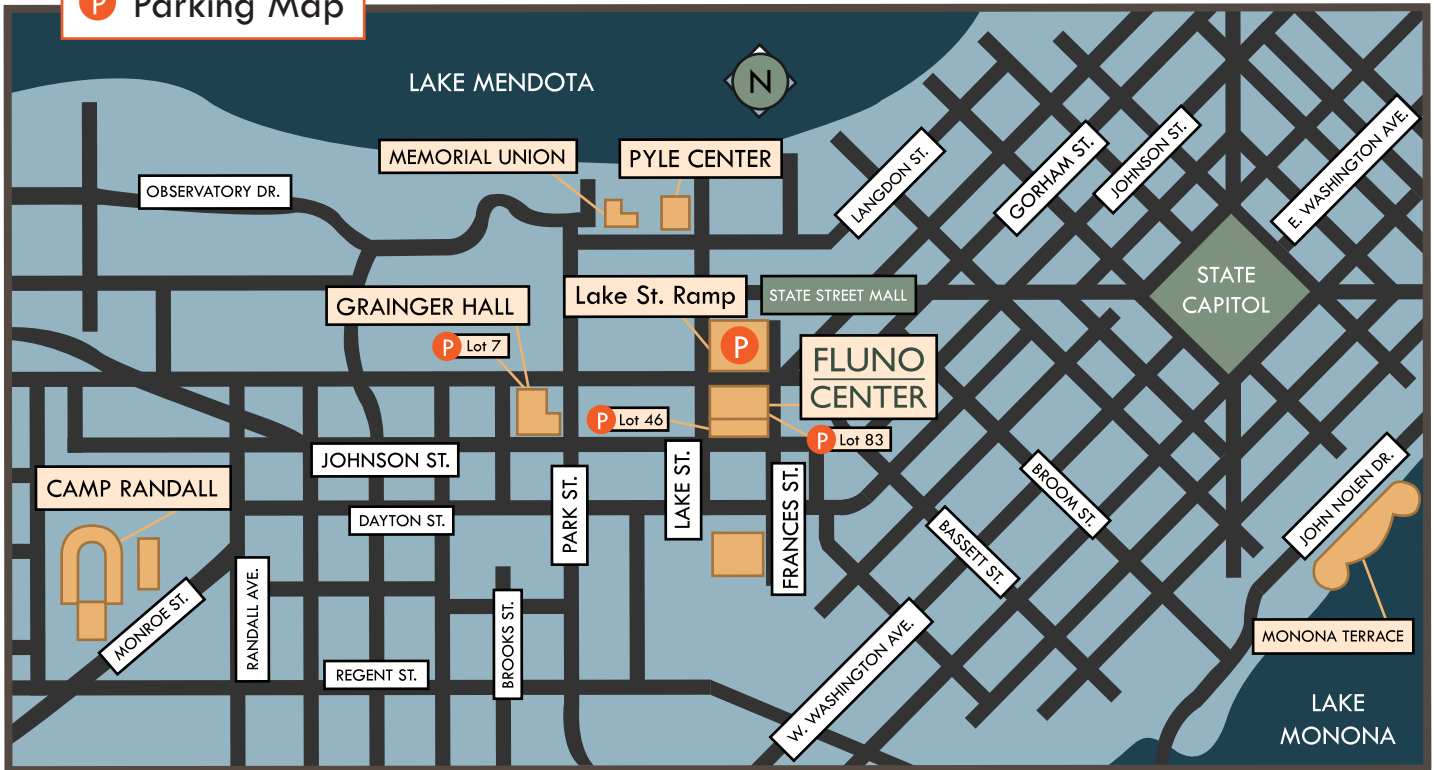 P Parking Map
LAKE MENDOTA
N
MEMORIAL UNION
PYLE CENTER
OBSERVATORY DR.
LANGDON ST.
GORHAM ST.
JOHNSON ST.
E. WASHINGTON AVE.
GRAINGER HALL
Lake St. Ramp
STATE STREET MALL
STATE
CAPITOL
P Lot 7
P
FLUNO
CENTER
P Lot 46
P Lot 83
JOHNSON ST.
CAMP RANDALL
DAYTON ST.
PARK ST.
LAKE ST.
FRANCES ST.
BROOM ST.
BASSETT ST.
JOHN NOLEN DR.
MONROE ST.
RANDALL AVE.
BROOKS ST.
REGENT ST.
W. WASHINGTON AVE.
MONONA TERRACE
LAKE
MONONA